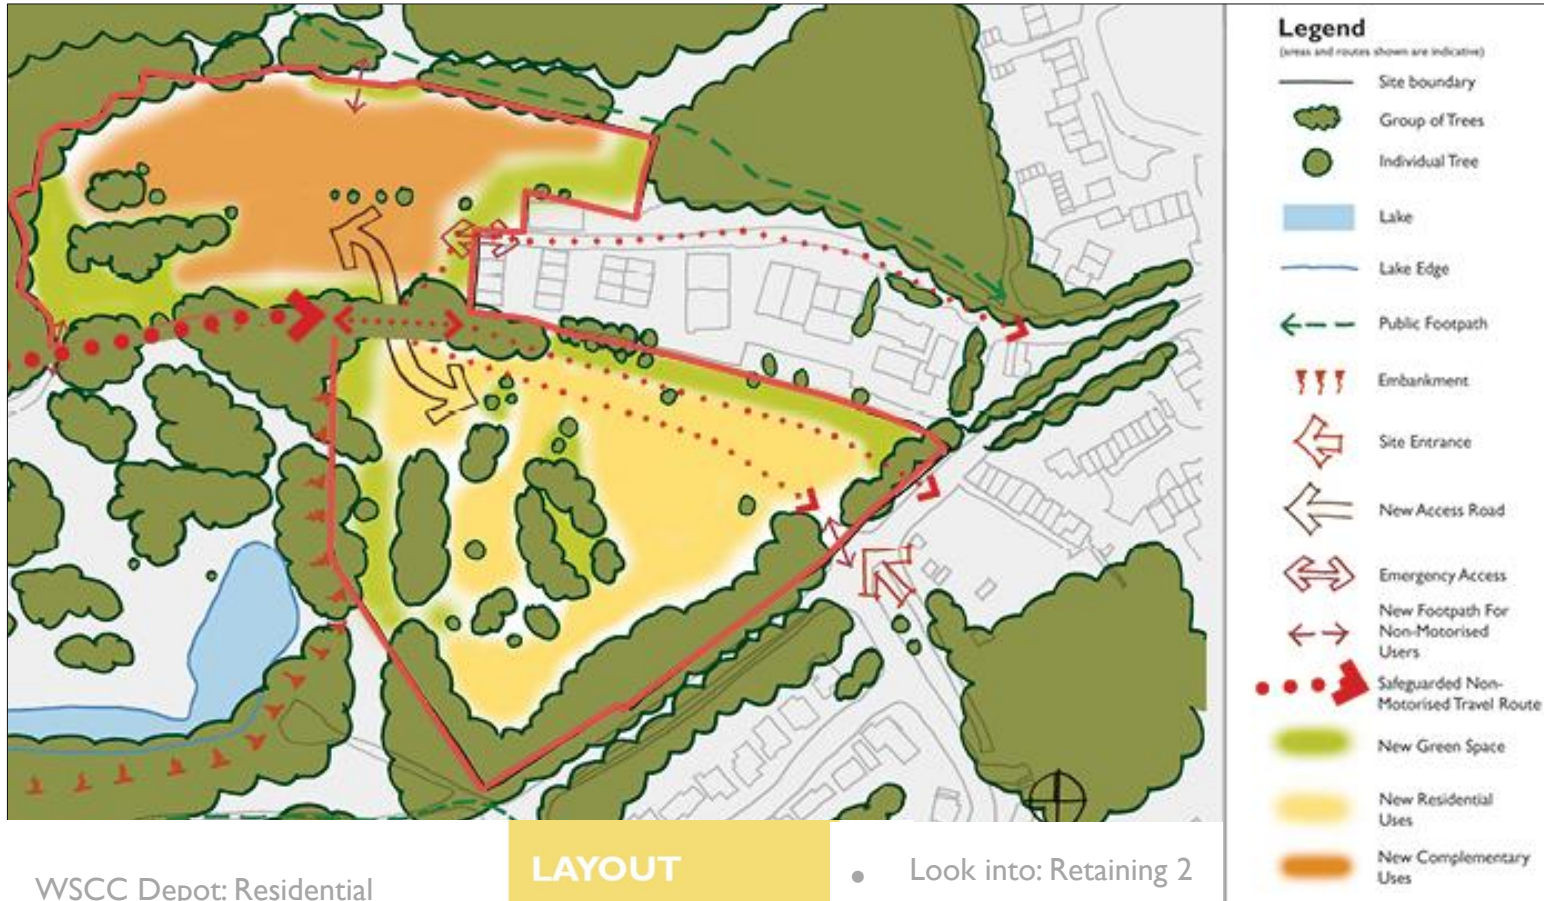 Legend
(areas and routes shown are indicative)
Site boundary
Group of Trees
Individual Tree
Lake
Lake Edge
Public Footpath
Embankment
Site Entrance
New Access Road
Emergency Access
New Footpath For
Non-Motorised
Users
Safeguarded Non-
Motorised Travel Route
New Green Space
New Residential
Uses
New Complementary
Uses
WSCC Depot: Residential
LAYOUT
• Look into: Retaining 2